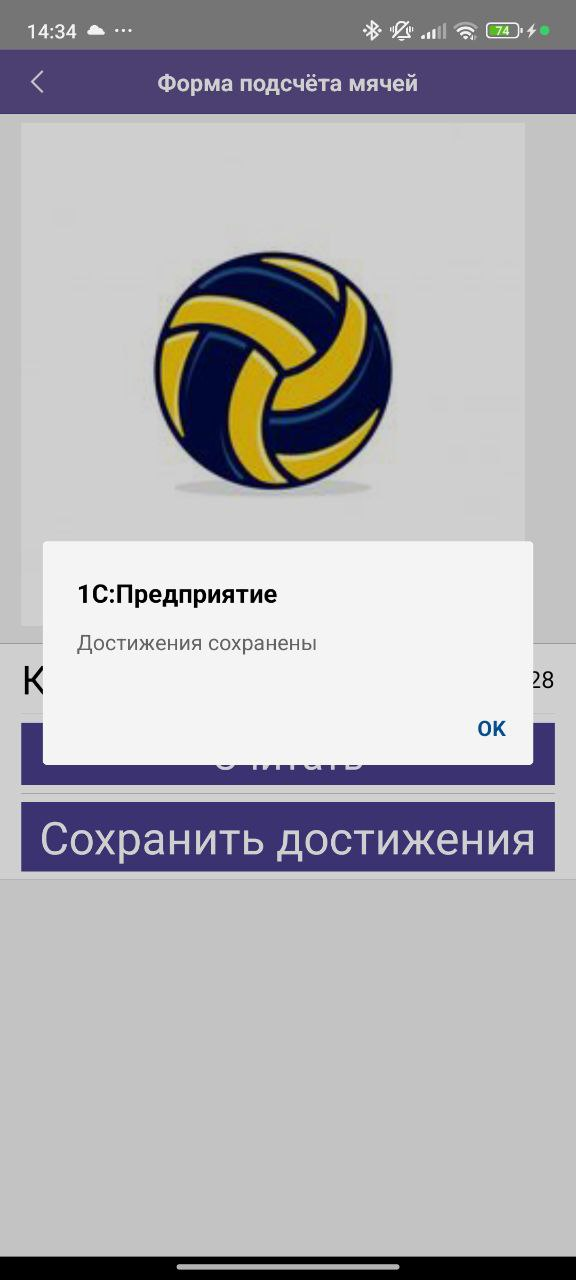 14:34
74
Форма подсчёта мячей
1С:Предприятие
Достижения сохранены
28
OK
Сохранить достижения